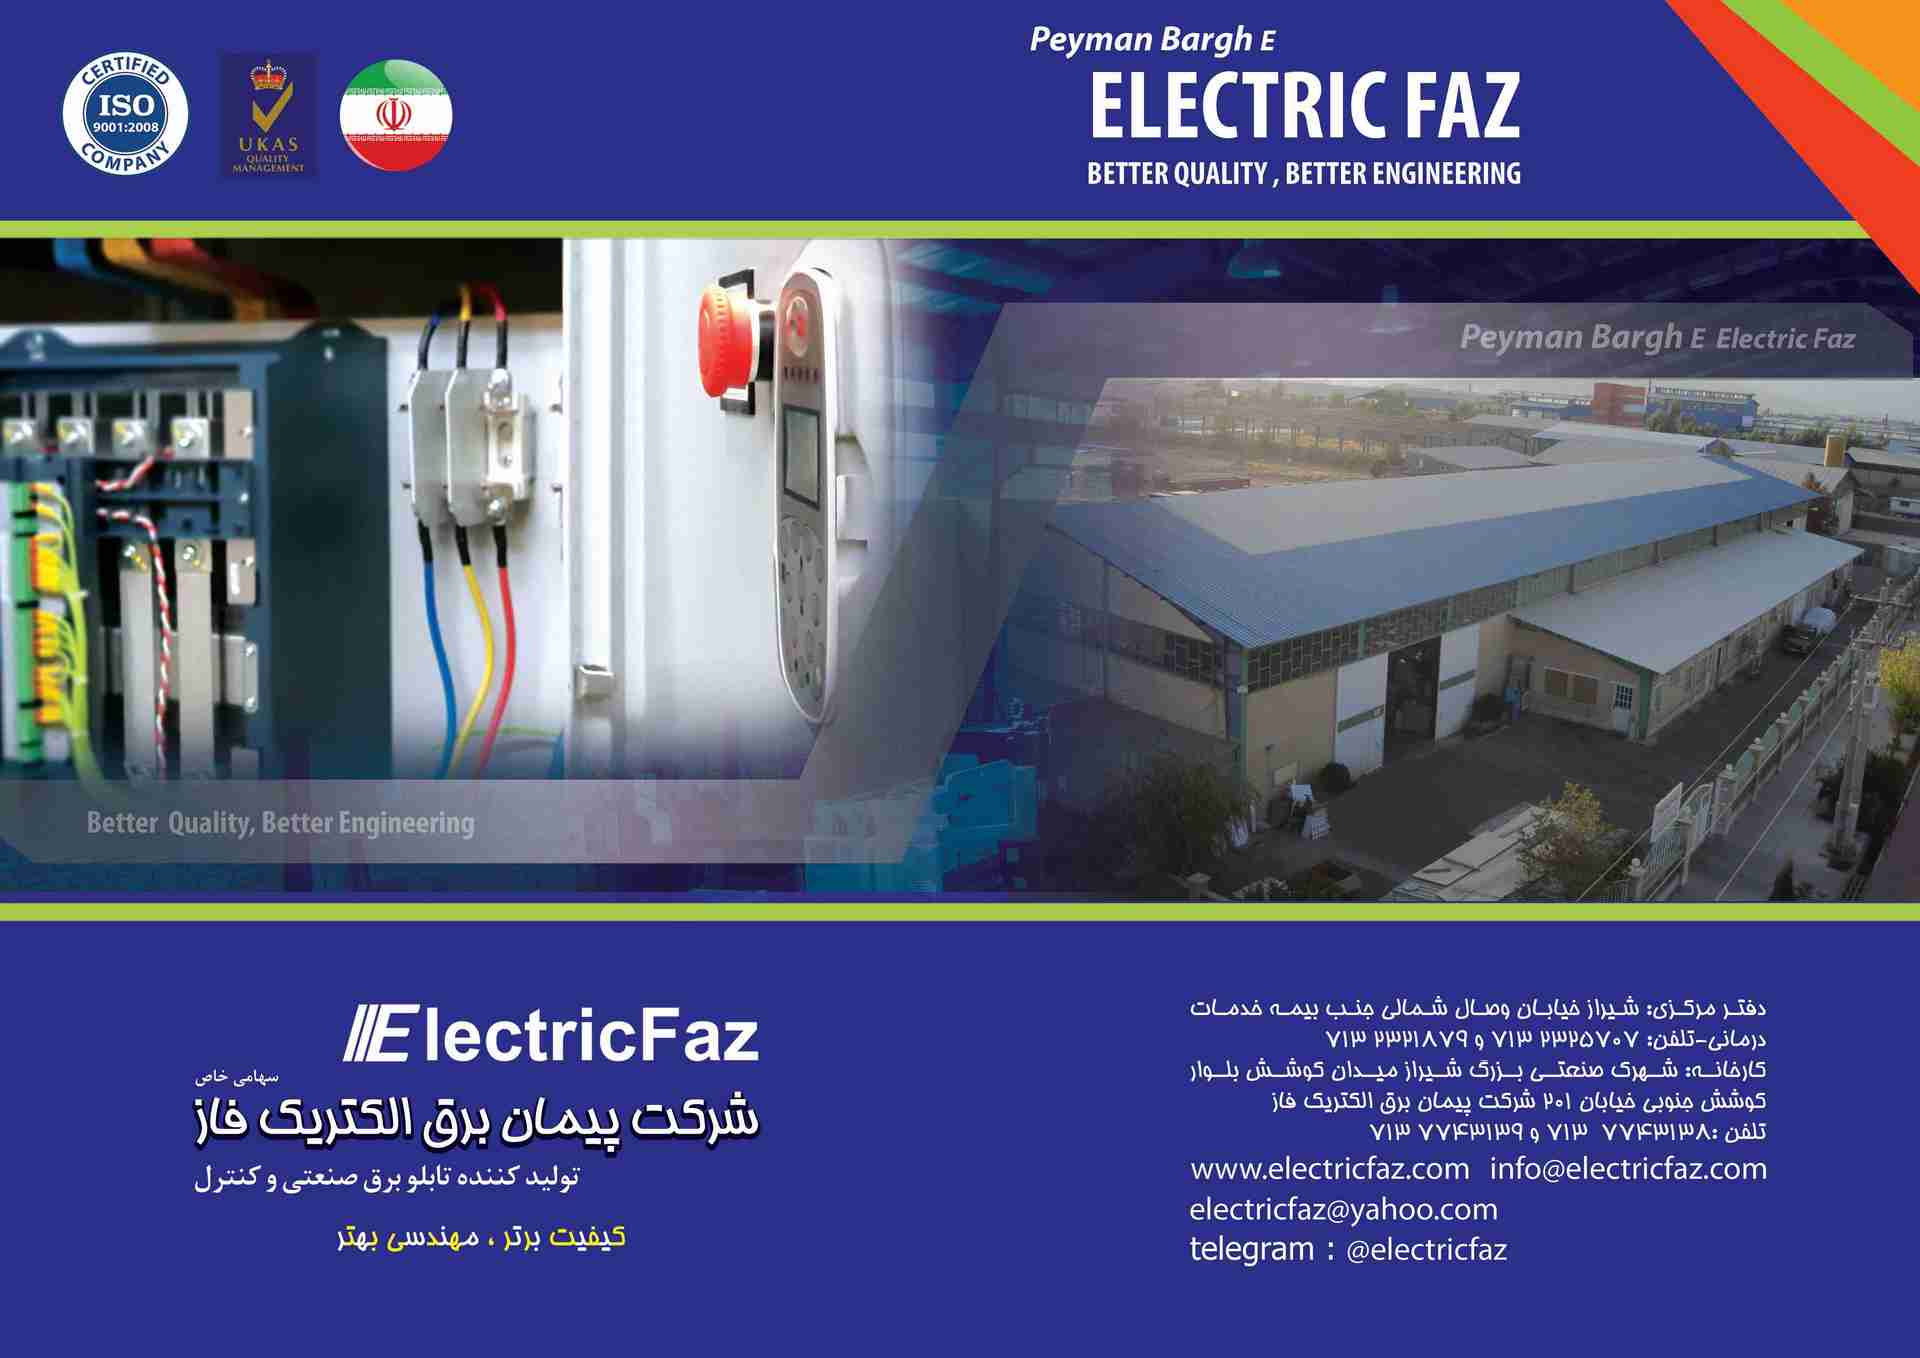 CERTIFIED
ISO
9001:2008
COMPANY
UKAS
QUALITY
MANAGEMENT
Peyman Bargh E
ELECTRIC FAZ
BETTER QUALITY , BETTER ENGINEERING
Peyman Bargh E Electric Faz
Better Quality, Better Engineering
ElectricFaz
سهامی خاص
شرکت پیمان برق الکتریک فاز
تولید کننده تابلو برق صنعتی و کنترل
کیفیت برتر ، مهندسی بهتر
دفتر مرکزی: شیراز خیابان وصال شمالی جنب بیمه خدمات
درمانی-تلفن: ۷۱۳ ۲۳۲۵۷۰۷ و ۷۱۳ ۲۳۲۱۸۷۹
کارخانه: شهرک صنعتی بزرگ شیراز میدان کوشش بلوار
کوشش جنوبی خیابان ۲۰۱ شرکت پیمان برق الکتریک فاز
تلفن :۷۱۳ ۷۷۴۳۱۳۸ و ۷۱۳ ۷۷۴۳۱۳۹
www.electricfaz.com info@electricfaz.com
electricfaz@yahoo.com
telegram : @electricfaz